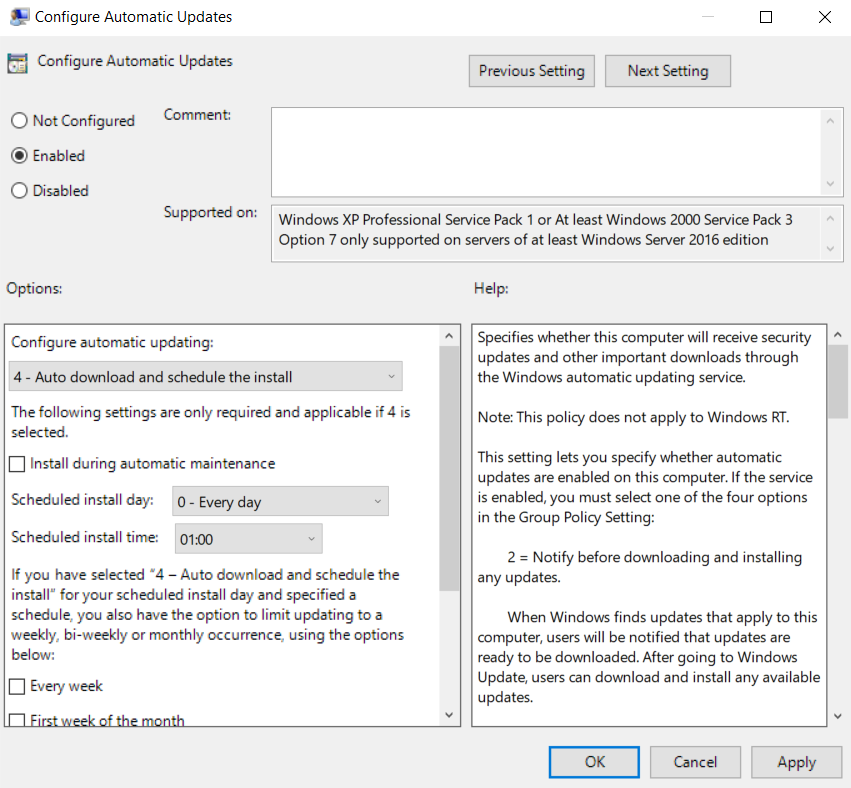 Configure Automatic Updates
Configure Automatic Updates
Previous Setting
Next Setting
Not Configured
Enabled
Disabled
Comment:
Supported on:
Windows XP Professional Service Pack 1 or At least Windows 2000 Service Pack 3
Option 7 only supported on servers of at least Windows Server 2016 edition
Options:
Help:
Configure automatic updating:
4 - Auto download and schedule the install
The following settings are only required and applicable if 4 is
selected.
Install during automatic maintenance
Scheduled install day:
0 - Every day
Scheduled install time:
01:00
If you have selected “4 – Auto download and schedule the
install” for your scheduled install day and specified a
schedule, you also have the option to limit updating to a
weekly, bi-weekly or monthly occurrence, using the options
below:
Every week
First week of the month
Specifies whether this computer will receive security
updates and other important downloads through
the Windows automatic updating service.
Note: This policy does not apply to Windows RT.
This setting lets you specify whether automatic
updates are enabled on this computer. If the service
is enabled, you must select one of the four options
in the Group Policy Setting:
2 = Notify before downloading and installing
any updates.
When Windows finds updates that apply to this
computer, users will be notified that updates are
ready to be downloaded. After going to Windows
Update, users can download and install any available
updates.
OK
Cancel
Apply